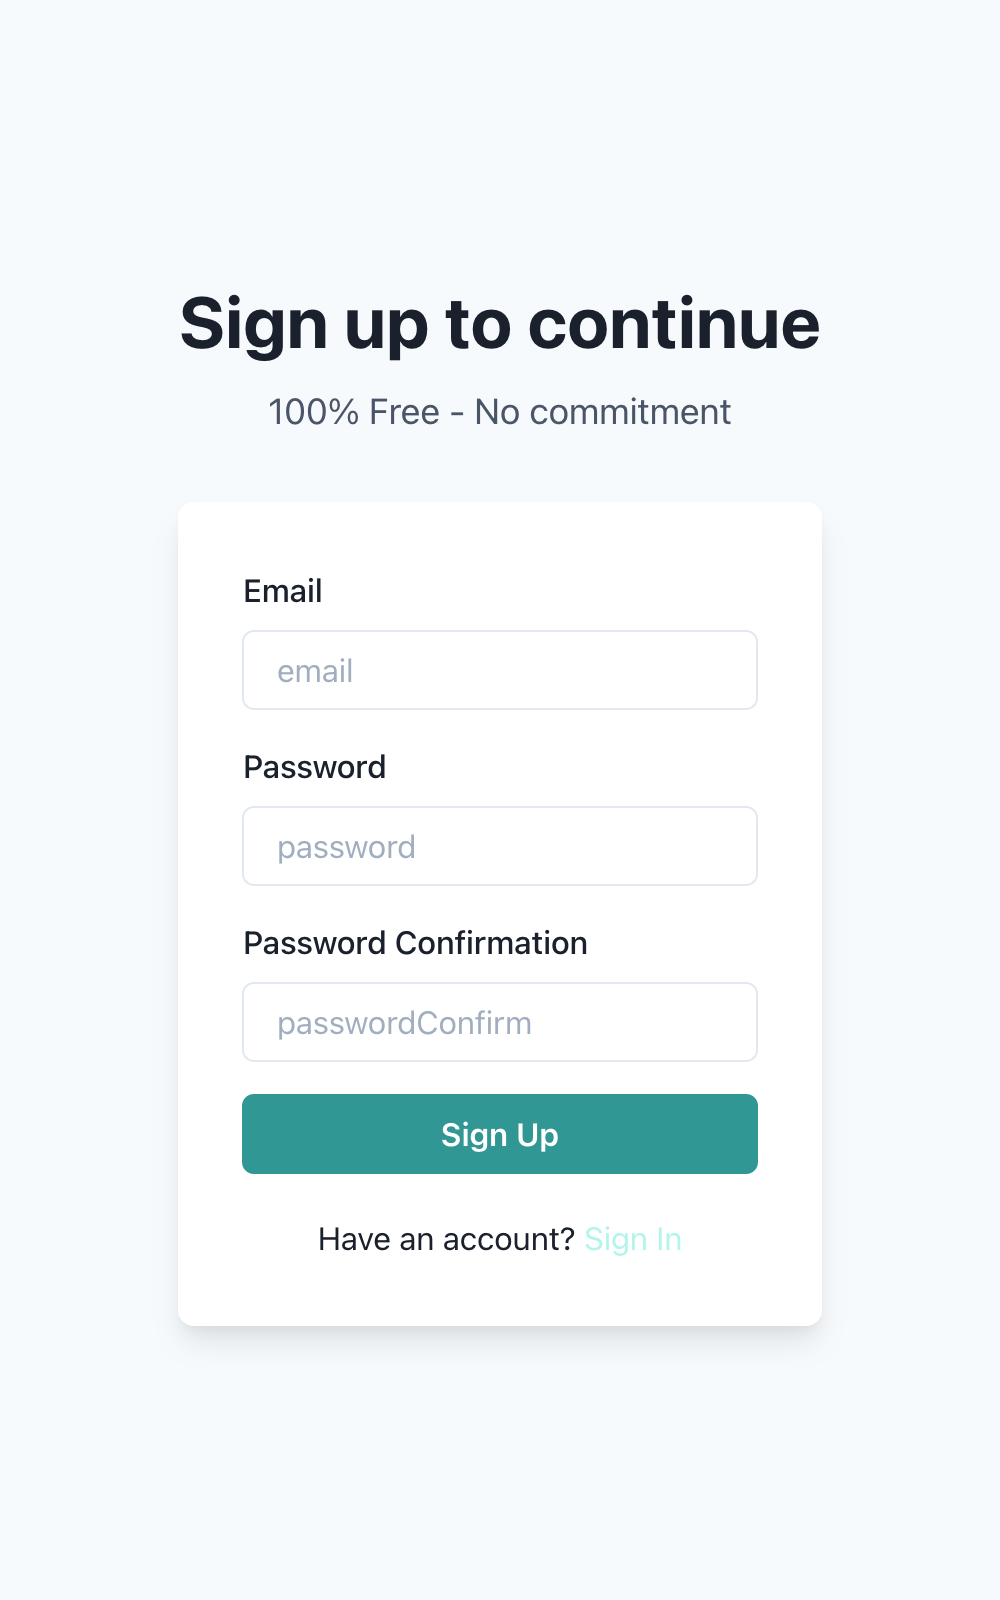 Sign up to continue
100% Free - No commitment
Email
email
Password
password
Password Confirmation
passwordConfirm
Sign Up
Have an account? Sign In